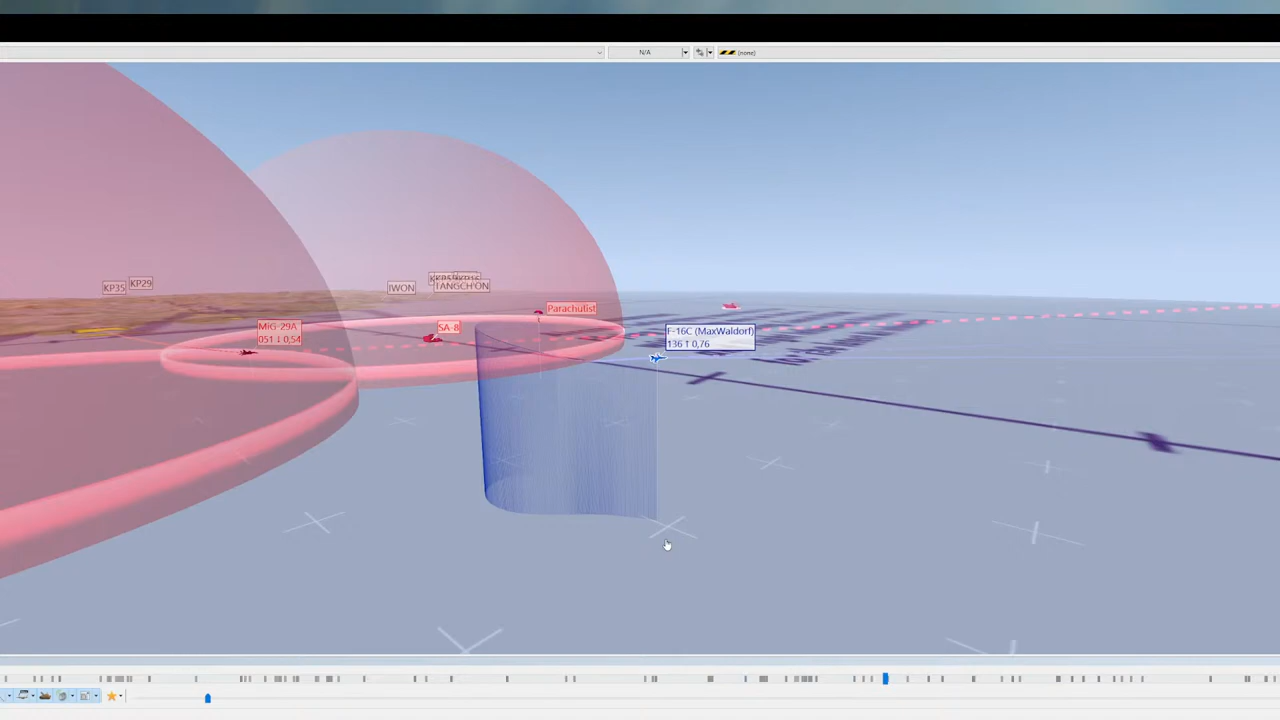 N/A
(none)
KP35
KP29
IWON
TANGCH'ON
Parachutist
MiG-29A
051 ↓ 0,54
SA-8
F-16C (MaxWaldorf)
136 ↑ 0,76